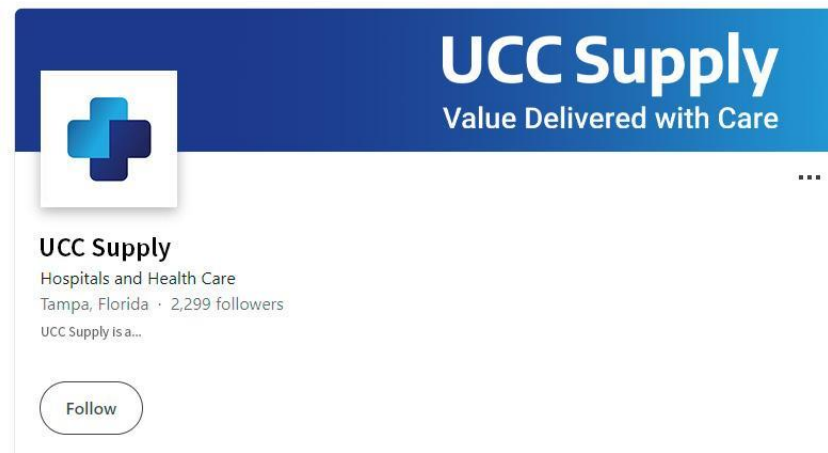 UCC Supply
Value Delivered with Care
...
UCC Supply
Hospitals and Health Care
Tampa, Florida · 2,299 followers
UCC Supply is a...
Follow